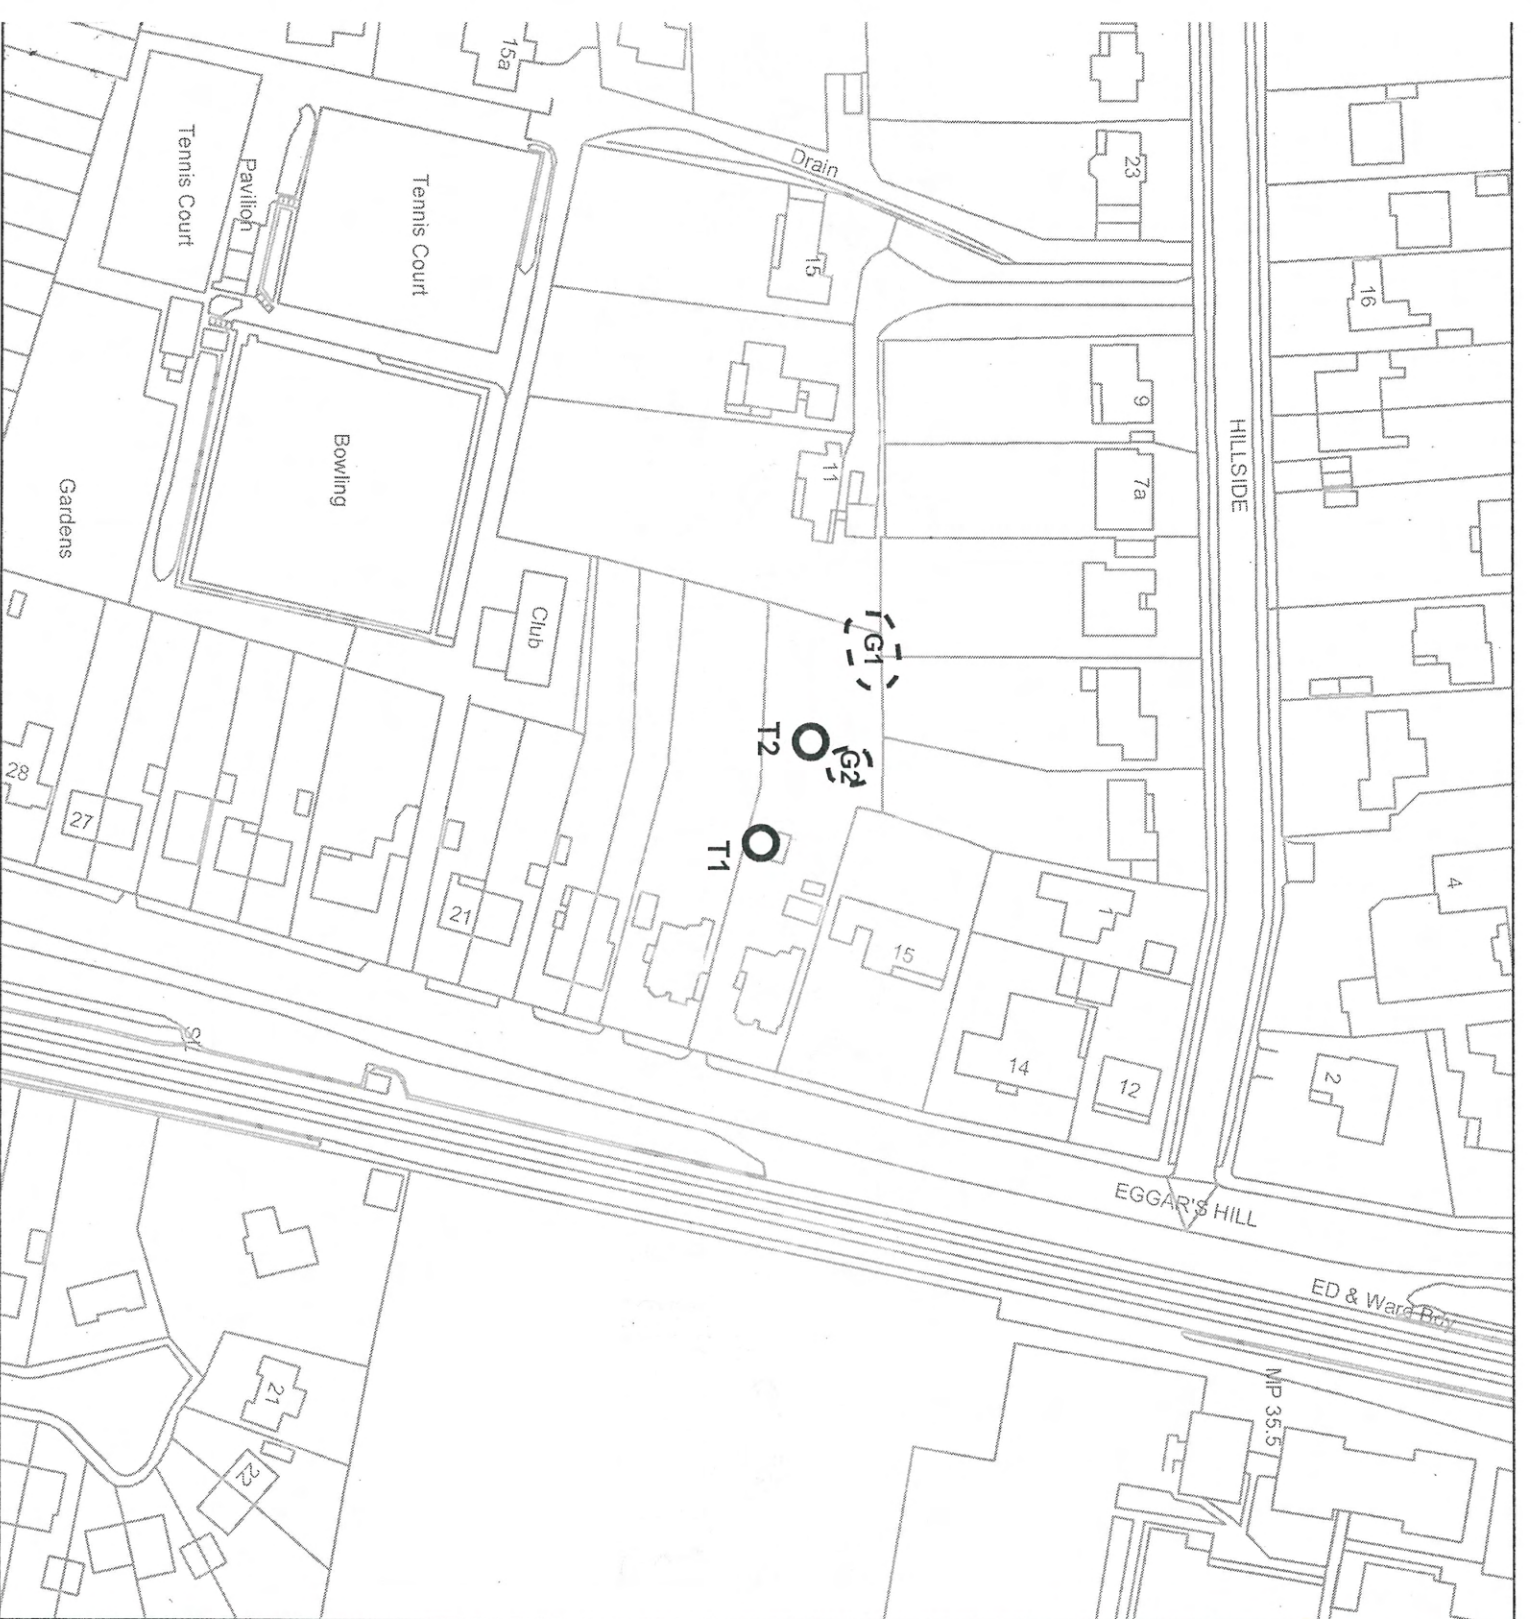 15a
Tennis Court
Pavilion
Tennis Court
Drain
23
15
16
9
HILLSIDE
11
7a
Bowling
Gardens
Club
G1
T2
G2
T1
28
27
21
15
1
4
14
12
2
SL
EGGAR'S HILL
ED & Ward Bdy
MP 35.5
21
22